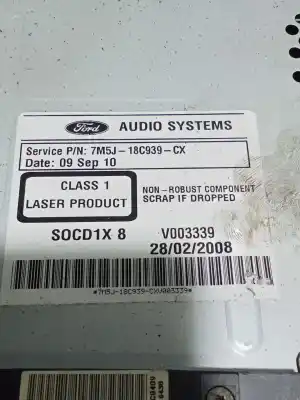 Ford AUDIO SYSTEMS
Service P/N: 7M5J-18C939-CX
Date: 09 Sep 10
CLASS 1
LASER PRODUCT
NON-ROBUST COMPONENT
SCRAP IF DROPPED
SOCD1X 8 V003339
28/02/2008